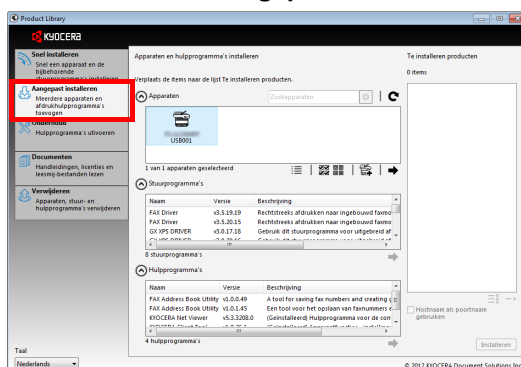 Product Library
KYOCERA
Snel installeren
Snel een apparaat en de
bijbehorende
stuurprogramma's installeren
Aangepast installeren
Meerdere apparaten en
afdrukhulpprogramma's
toevoegen
Onderhoud
Hulpprogramma's uitvoeren
Documenten
Handleidingen, licenties en
leesmij-bestanden lezen
Verwijderen
Apparaten, stuur- en
hulpprogramma's verwijderen
Taal
Nederlands
Apparaten en hulpprogramma's installeren
Verplaats de items naar de lijst Te installeren producten.
Apparaten
Zoekapparaten
USB001
1 van 1 apparaten geselecteerd
Stuurprogramma's
Naam Versie Beschrijving
FAX Driver v3.5.19.19 Rechtstreeks afdrukken naar ingebouwd faxmo
FAX Driver v3.5.20.15 Rechtstreeks afdrukken naar ingebouwd faxmo
GX XPS DRIVER v3.0.17.18 Gebruik dit stuurprogramma voor uitgebreid af
8 stuurprogramma's
Hulpprogramma's
Naam Versie Beschrijving
FAX Address Book Utility v1.0.0.49 A tool for saving fax numbers and creating g
FAX Address Book Utility v1.0.1.45 Een tool voor het opslaan van faxnummers e
KYOCERA Net Viewer v5.3.3208.0 (Geïnstalleerd) Hulpprogramma voor de con
4 hulpprogramma's
Te installeren producten
0 items
Hostnaam als poortnaam
gebruiken
Installeren
© 2012 KYOCERA Document Solutions Inc